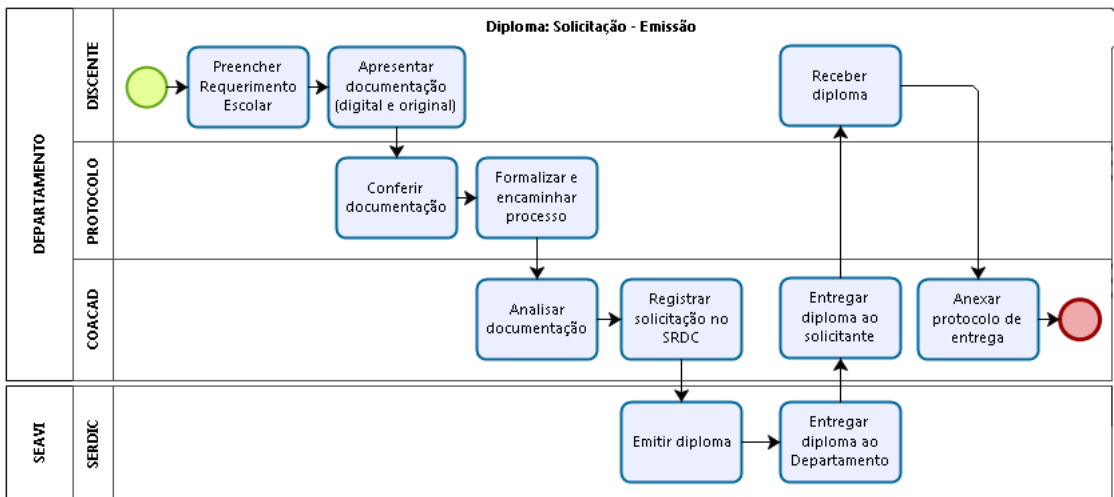 Diploma: Solicitação - Emissão
DEPARTAMENTO
DISCENTE
Preencher
Requerimento
Escolar
Apresentar
documentação
(digital e original)
Receber
diploma
PROTOCOLO
Conferir
documentação
Formalizar e
encaminhar
processo
COACAD
Analisar
documentação
Registrar
solicitação no
SRDC
Entregar
diploma ao
solicitante
Anexar
protocolo de
entrega
SEAVI
SERDIC
Emitir diploma
Entregar
diploma ao
Departamento